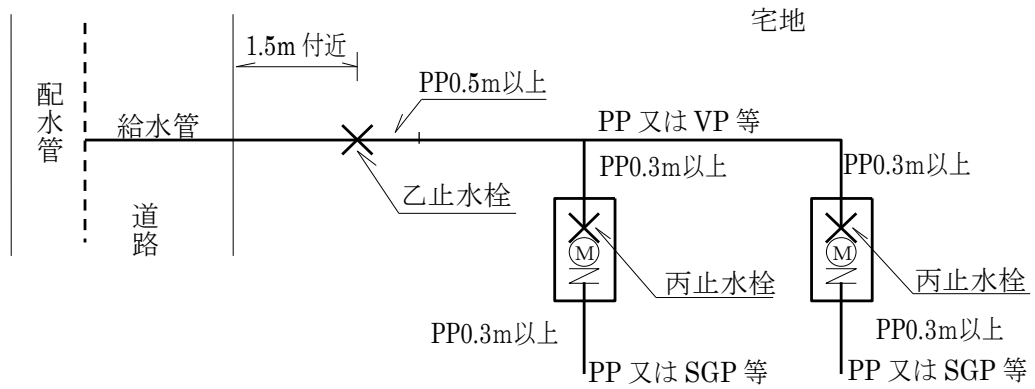 宅地
1.5m 付近
配水管
給水管
道路
PP0.5m以上
PP 又は VP 等
乙止水栓
PP0.3m以上
PP0.3m以上
M
M
丙止水栓
丙止水栓
PP0.3m以上
PP0.3m以上
PP 又は SGP 等
PP 又は SGP 等